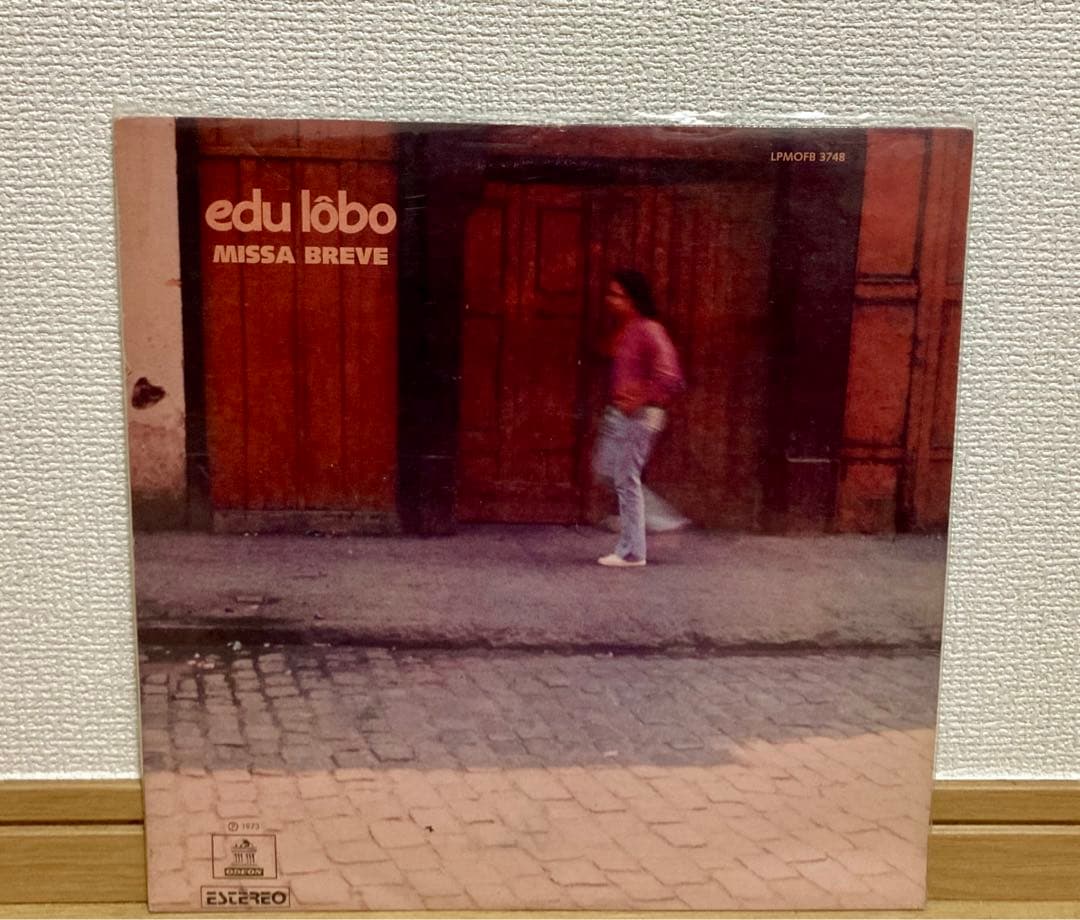 LPMOFB 3748
edu lôbo
MISSA BREVE
℗ 1973
ODEON
ESTEREO